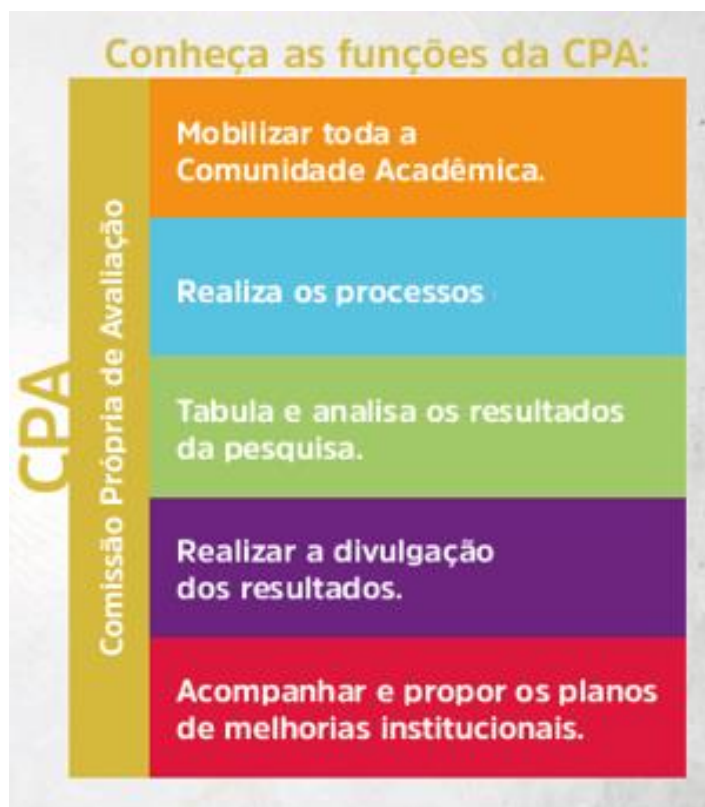 Conheça as funções da CPA:
CPA
Comissão Própria de Avaliação
Mobilizar toda a
Comunidade Acadêmica.
Realiza os processos
Tabula e analisa os resultados
da pesquisa.
Realizar a divulgação
dos resultados.
Acompanhar e propor os planos
de melhorias institucionais.